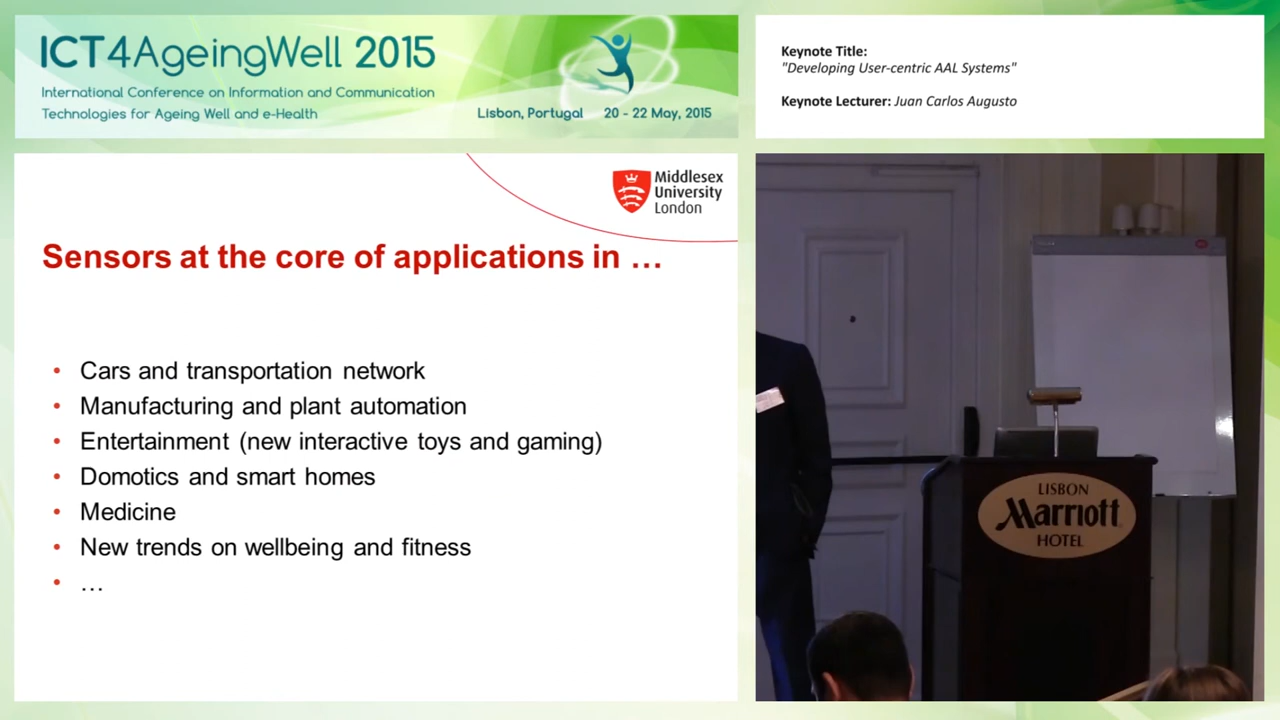 ICT4AgeingWell 2015
International Conference on Information and Communication
Technologies for Ageing Well and e-Health
Lisbon, Portugal 20 - 22 May, 2015
Keynote Title:
"Developing User-centric AAL Systems"
Keynote Lecturer: Juan Carlos Augusto
Middlesex
University
London
Sensors at the core of applications in …
• Cars and transportation network
• Manufacturing and plant automation
• Entertainment (new interactive toys and gaming)
• Domotics and smart homes
• Medicine
• New trends on wellbeing and fitness
• …
LISBON
Marriott
HOTEL